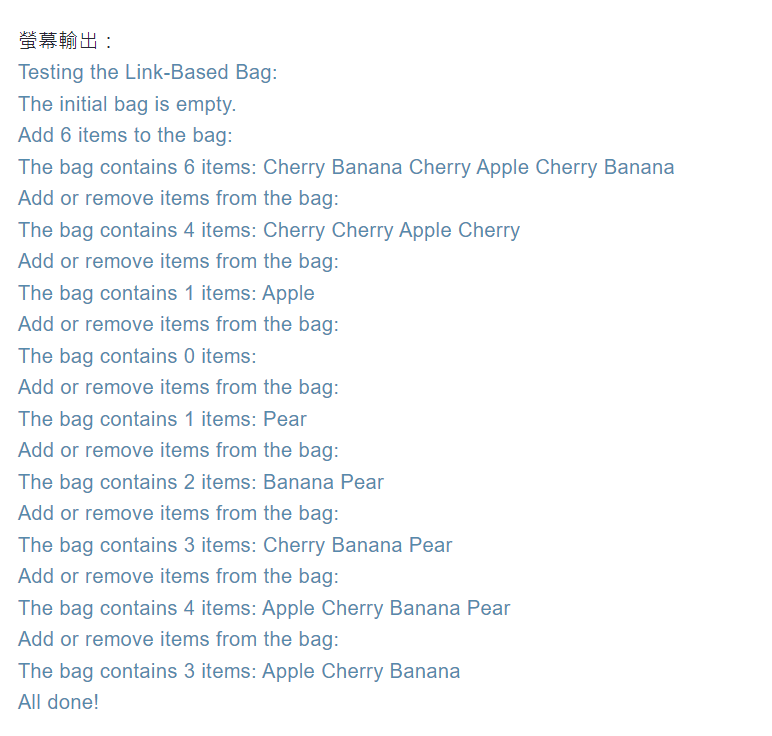 螢幕輸出：
Testing the Link-Based Bag:
The initial bag is empty.
Add 6 items to the bag:
The bag contains 6 items: Cherry Banana Cherry Apple Cherry Banana
Add or remove items from the bag:
The bag contains 4 items: Cherry Cherry Apple Cherry
Add or remove items from the bag:
The bag contains 1 items: Apple
Add or remove items from the bag:
The bag contains 0 items:
Add or remove items from the bag:
The bag contains 1 items: Pear
Add or remove items from the bag:
The bag contains 2 items: Banana Pear
Add or remove items from the bag:
The bag contains 3 items: Cherry Banana Pear
Add or remove items from the bag:
The bag contains 4 items: Apple Cherry Banana Pear
Add or remove items from the bag:
The bag contains 3 items: Apple Cherry Banana
All done!